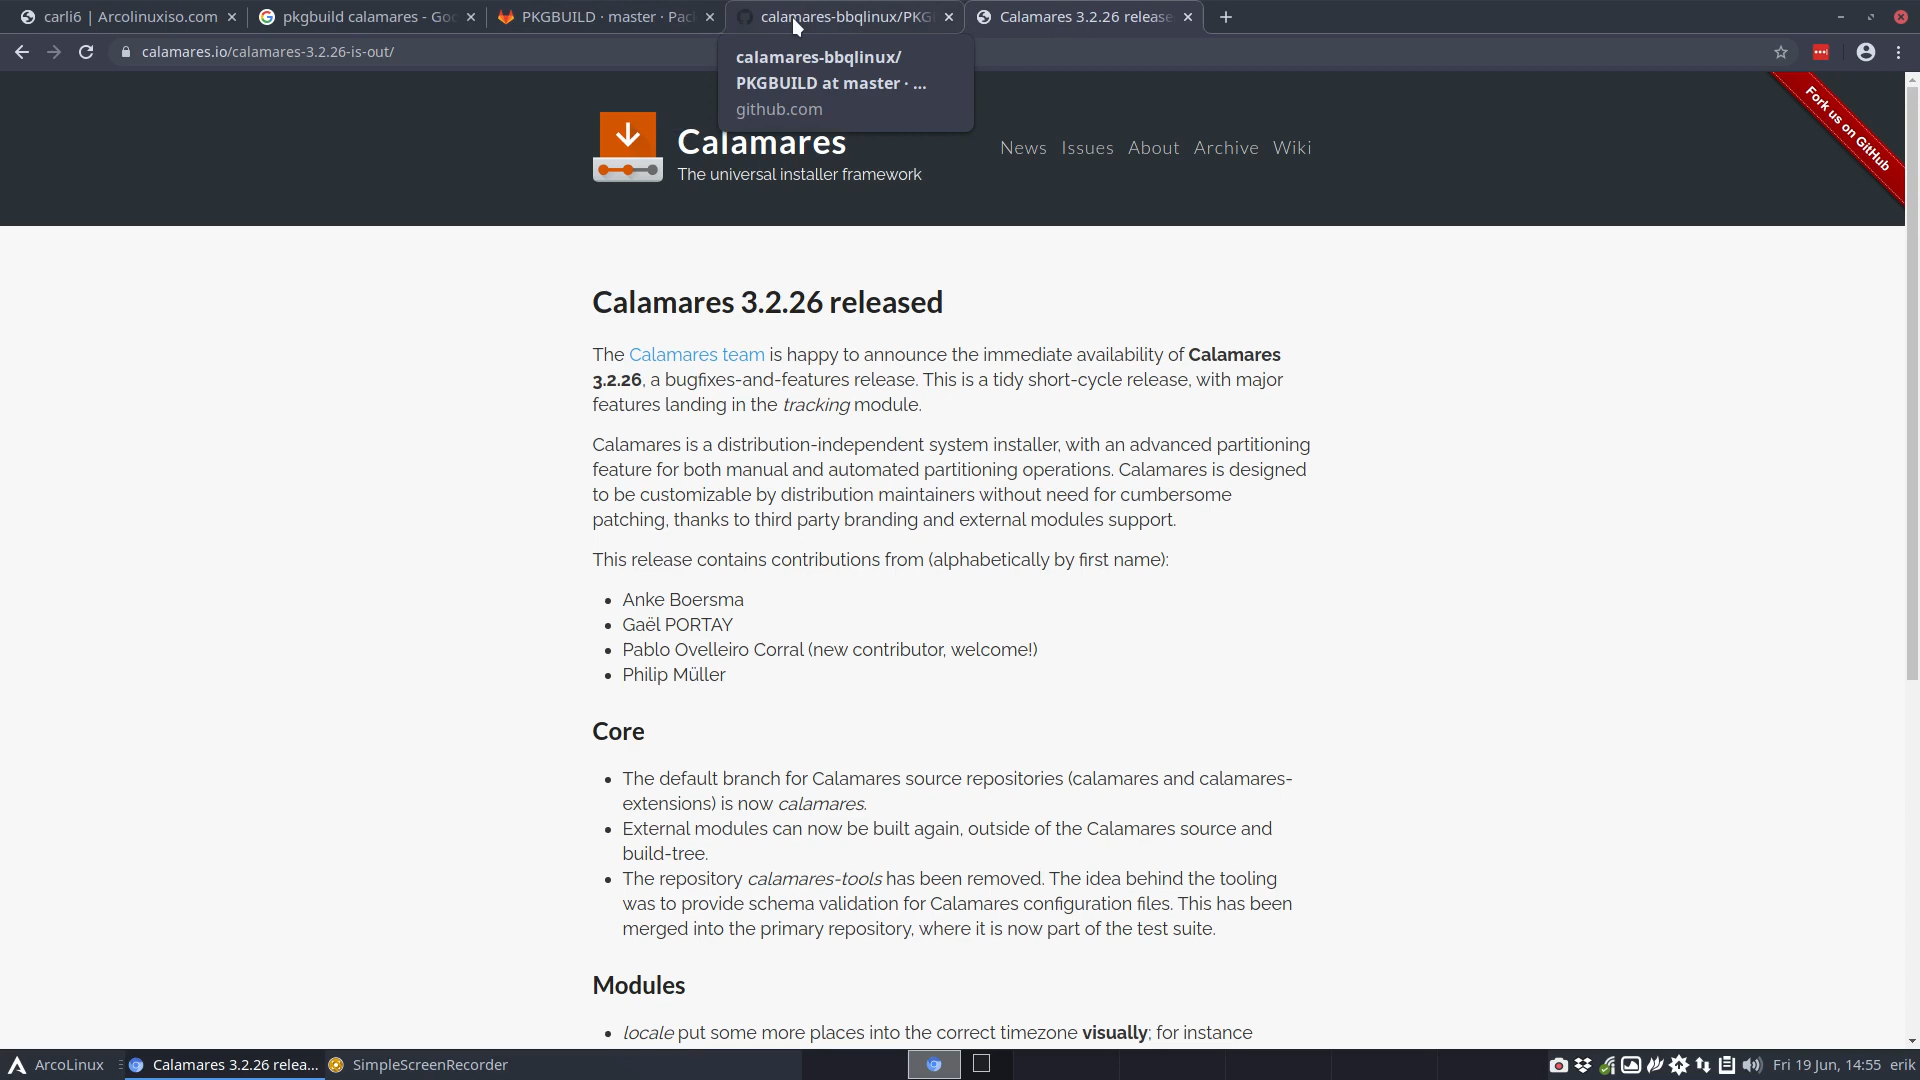 carli6 | Arcolinuxiso.com
pkgbuild calamares - Goo
PKGBUILD · master · Pac
calamares-bbqlinux/PKGB
Calamares 3.2.26 release
calamares.io/calamares-3.2.26-is-out/
calamares-bbqlinux/
PKGBUILD at master · ...
github.com
Fork us on GitHub
Calamares
The universal installer framework
News Issues About Archive Wiki
Calamares 3.2.26 released
The Calamares team is happy to announce the immediate availability of Calamares
3.2.26, a bugfixes-and-features release. This is a tidy short-cycle release, with major
features landing in the tracking module.
Calamares is a distribution-independent system installer, with an advanced partitioning
feature for both manual and automated partitioning operations. Calamares is designed
to be customizable by distribution maintainers without need for cumbersome
patching, thanks to third party branding and external modules support.
This release contains contributions from (alphabetically by first name):
• Anke Boersma
• Gaël PORTAY
• Pablo Ovelleiro Corral (new contributor, welcome!)
• Philip Müller
Core
• The default branch for Calamares source repositories (calamares and calamares-
extensions) is now calamares.
• External modules can now be built again, outside of the Calamares source and
build-tree.
• The repository calamares-tools has been removed. The idea behind the tooling
was to provide schema validation for Calamares configuration files. This has been
merged into the primary repository, where it is now part of the test suite.
Modules
• locale put some more places into the correct timezone visually; for instance
ArcoLinux
Calamares 3.2.26 relea...
SimpleScreenRecorder
Fri 19 Jun, 14:55 erik